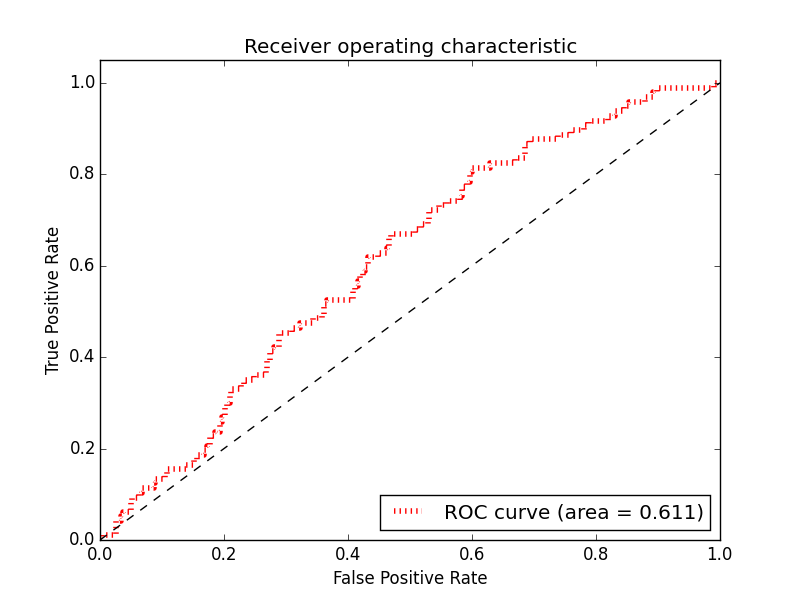 Receiver operating characteristic
True Positive Rate
1.0
0.8
0.6
0.4
0.2
0.0
ROC curve (area = 0.611)
0.0 0.2 0.4 0.6 0.8 1.0
False Positive Rate